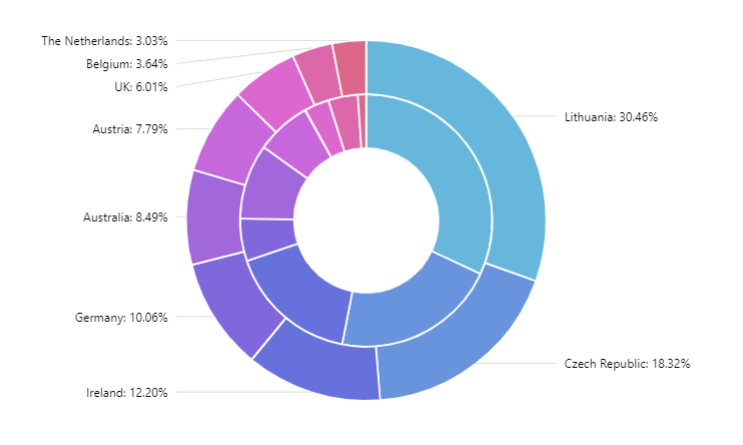 The Netherlands: 3.03%
Belgium: 3.64%
UK: 6.01%
Lithuania: 30.46%
Austria: 7.79%
Australia: 8.49%
Germany: 10.06%
Czech Republic: 18.32%
Ireland: 12.20%